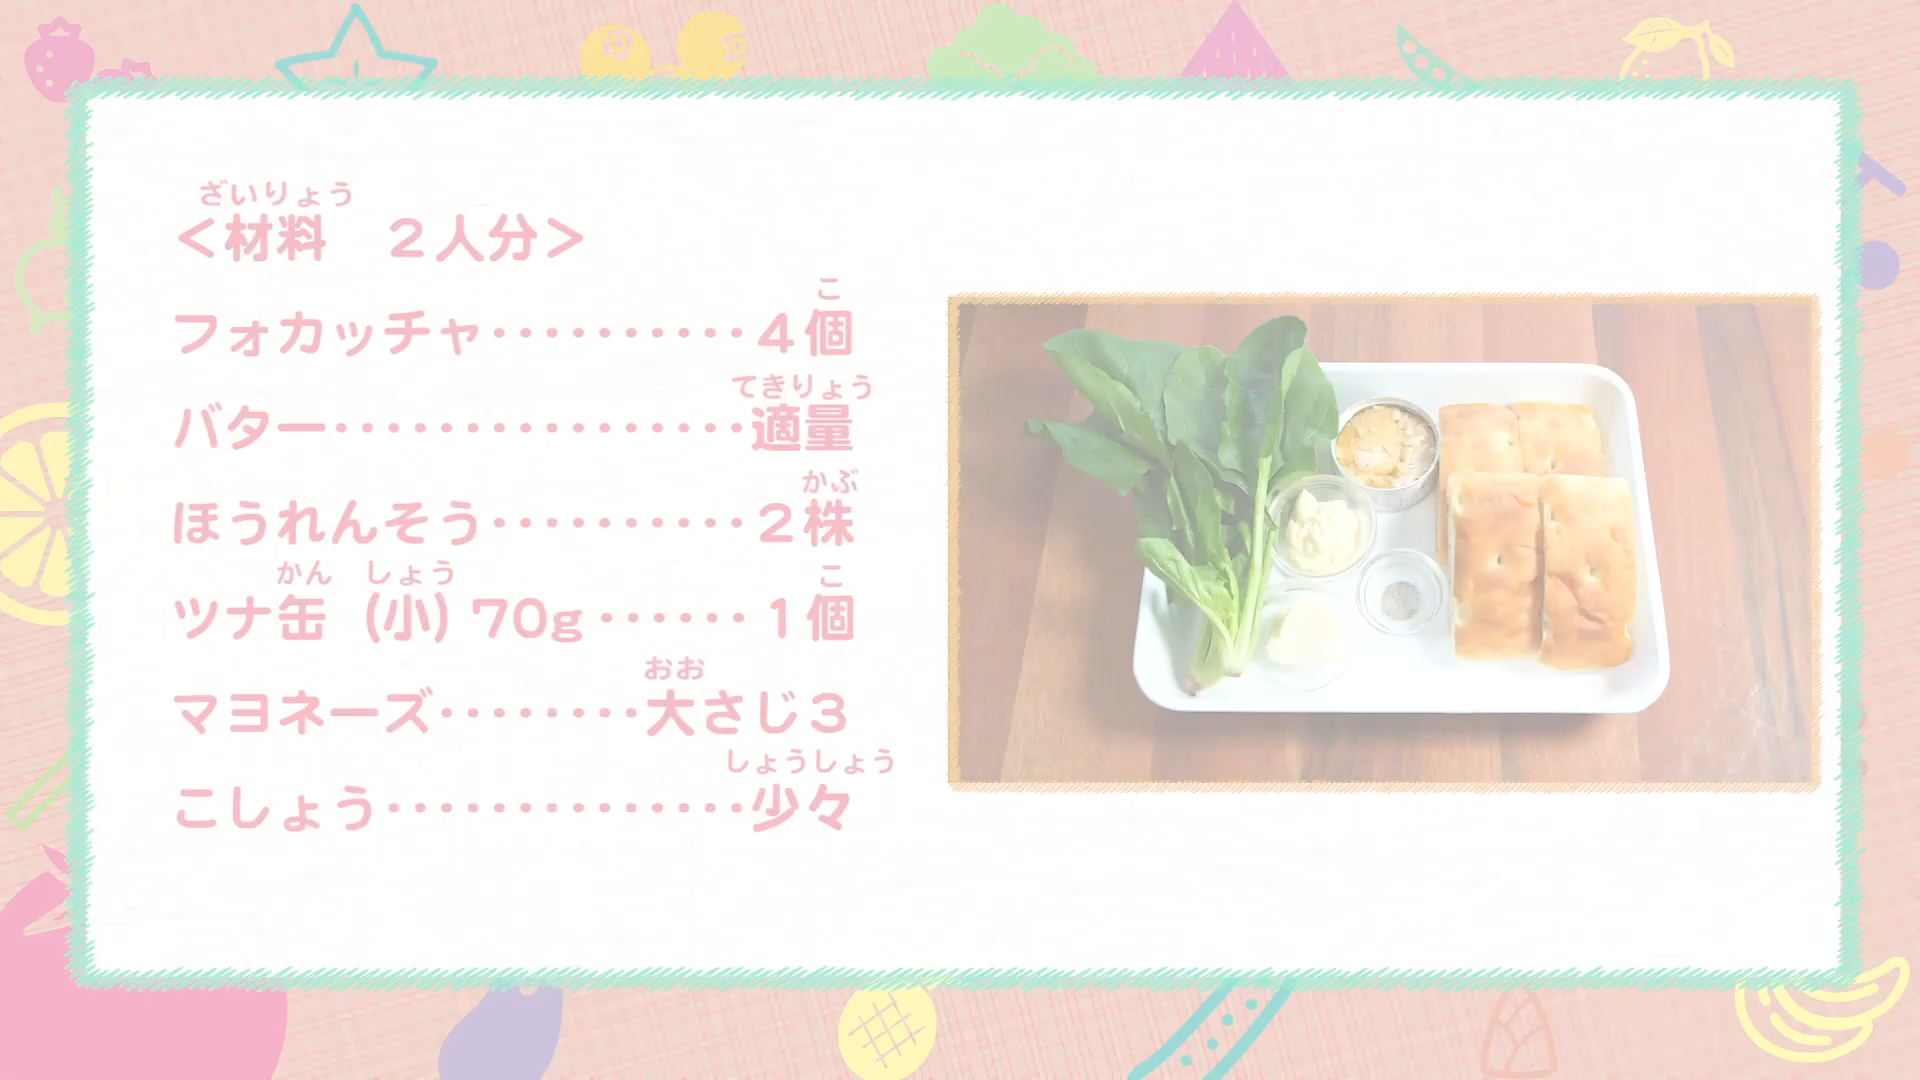 ざいりょう
＜材料　２人分＞
こ
フォカッチャ・・・・・・・・・・４個
てきりょう
バター・・・・・・・・・・・・・・・・適量
かぶ
ほうれんそう・・・・・・・・・・２株
かん　しょう　こ
ツナ缶 (小) 70g ・・・・・・１個
おお
マヨネーズ・・・・・・・・大さじ３
しょうしょう
こしょう・・・・・・・・・・・・・・少々